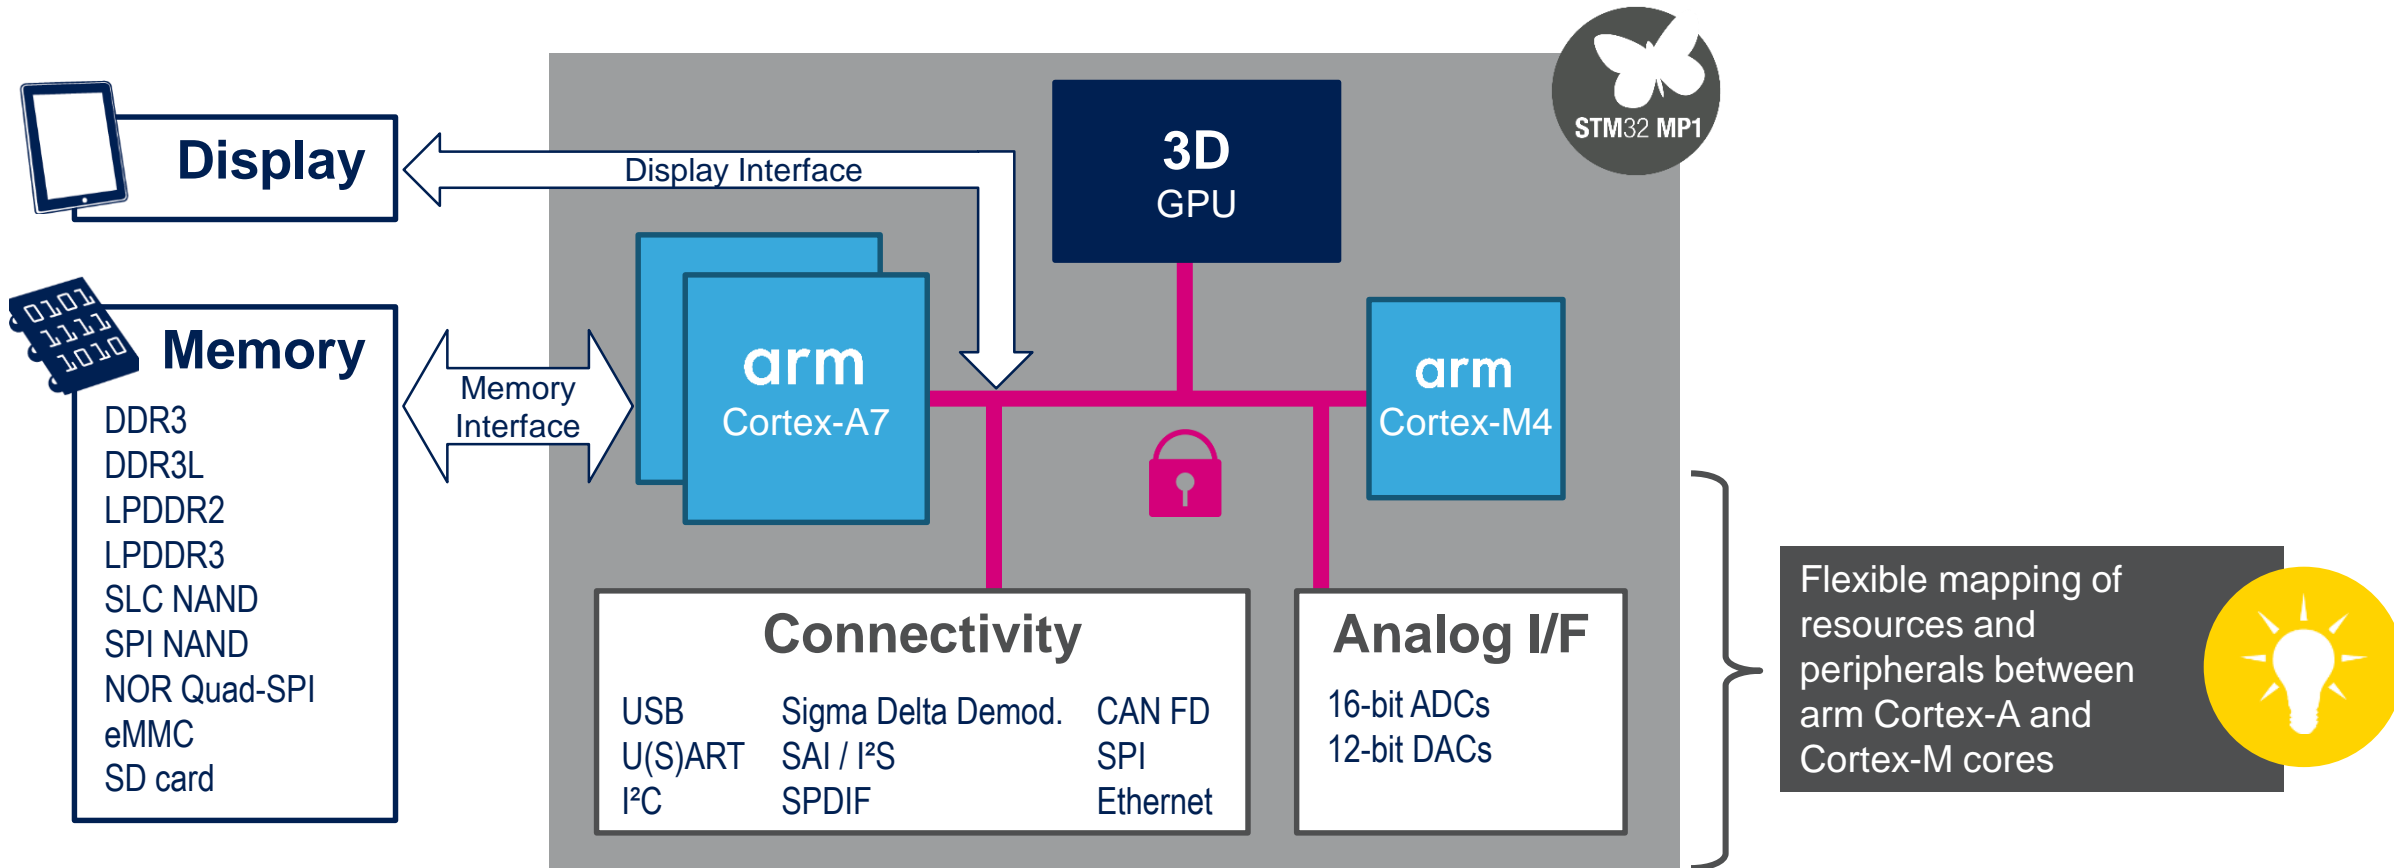 STM32 MP1
Display
Display Interface
3D
GPU
0101
1111
1010
Memory
DDR3
DDR3L
LPDDR2
LPDDR3
SLC NAND
SPI NAND
NOR Quad-SPI
eMMC
SD card
Memory
Interface
arm
Cortex-A7
arm
Cortex-M4
Connectivity
USB Sigma Delta Demod. CAN FD
U(S)ART SAI / I²S SPI
I²C SPDIF Ethernet
Analog I/F
16-bit ADCs
12-bit DACs
Flexible mapping of
resources and
peripherals between
arm Cortex-A and
Cortex-M cores